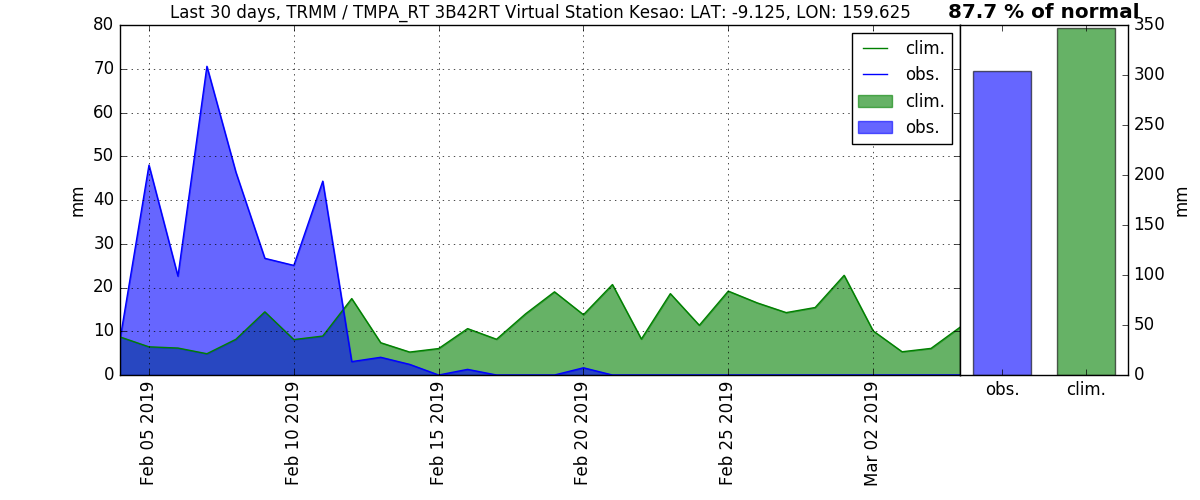 Last 30 days, TRMM / TMPA_RT 3B42RT Virtual Station Kesao: LAT: -9.125, LON: 159.625
87.7 % of normal
80
70
60
50
40
30
20
10
0
mm
clim.
obs.
clim.
obs.
Feb 05 2019
Feb 10 2019
Feb 15 2019
Feb 20 2019
Feb 25 2019
Mar 02 2019
350
300
250
200
150
100
50
0
mm
obs.
clim.